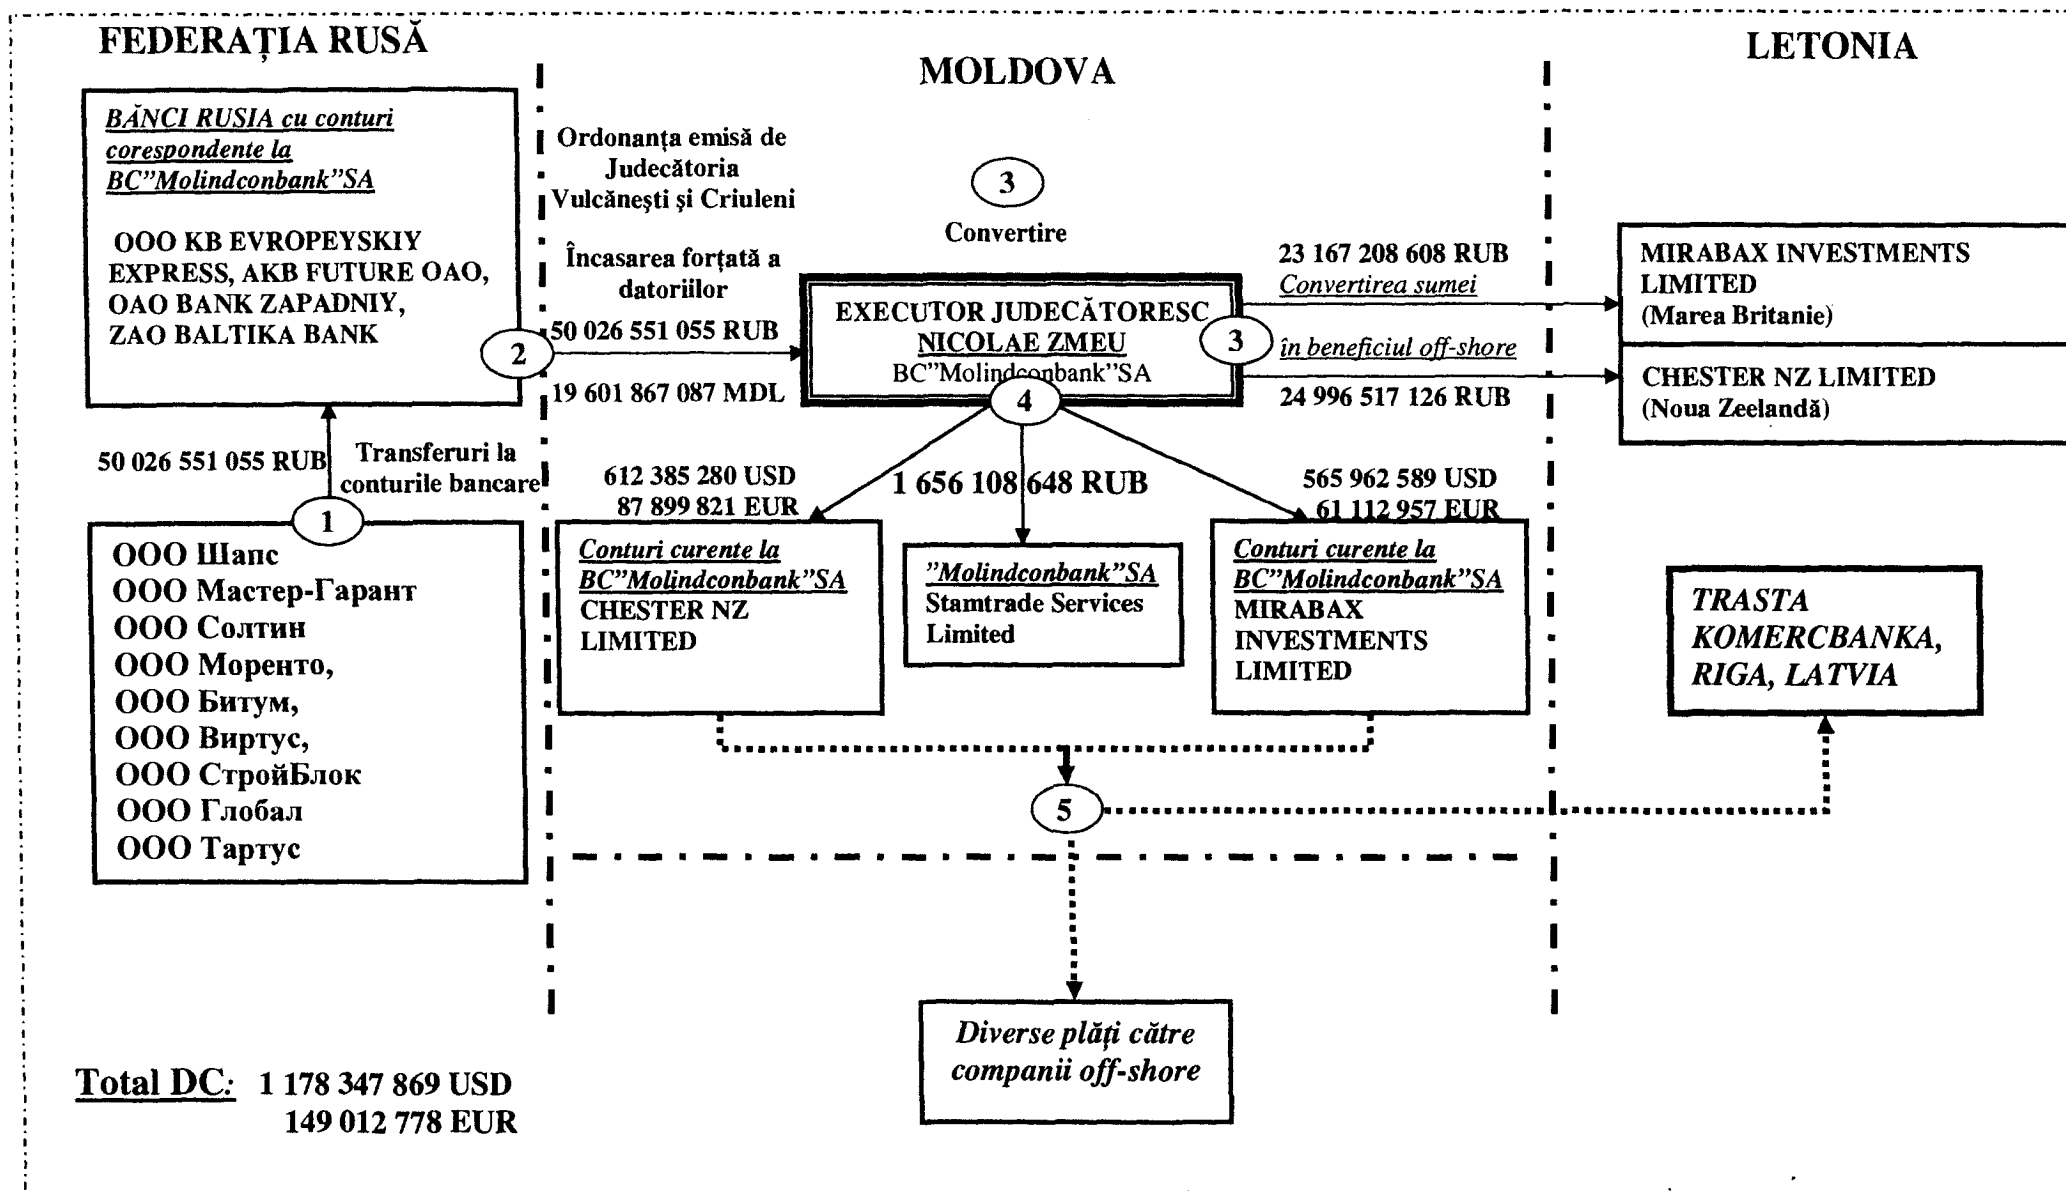 FEDERAȚIA RUSĂ
MOLDOVA
LETONIA
BĂNCI RUSIA cu conturi
corespondente la
BC”Molindconbank”SA
OOO KB EVROPEYSKIY
EXPRESS, AKB FUTURE OAO,
OAO BANK ZAPADNIY,
ZAO BALTIKA BANK
2
50 026 551 055 RUB
Transferuri la
conturile bancare
1
ООО Шапс
ООО Мастер-Гарант
ООО Солтин
ООО Моренто,
ООО Битум,
ООО Виртус,
ООО СтройБлок
ООО Глобал
ООО Тартус
Ordonanța emisă de
Judecătoria
Vulcănești și Criuleni
Încasarea forțată a
datoriilor
50 026 551 055 RUB
19 601 867 087 MDL
3
Convertire
EXECUTOR JUDECĂTORESC
NICOLAE ZMEU
BC”Molindconbank”SA
3
4
23 167 208 608 RUB
Convertirea sumei
în beneficiul off-shore
24 996 517 126 RUB
MIRABAX INVESTMENTS
LIMITED
(Marea Britanie)
CHESTER NZ LIMITED
(Noua Zeelandă)
612 385 280 USD
87 899 821 EUR
1 656 108 648 RUB
565 962 589 USD
61 112 957 EUR
Conturi curente la
BC”Molindconbank”SA
CHESTER NZ
LIMITED
”Molindconbank”SA
Stamtrade Services
Limited
Conturi curente la
BC”Molindconbank”SA
MIRABAX
INVESTMENTS
LIMITED
TRASTA
KOMERCBANKA,
RIGA, LATVIA
5
Diverse plăți către
companii off-shore
Total DC: 1 178 347 869 USD
149 012 778 EUR